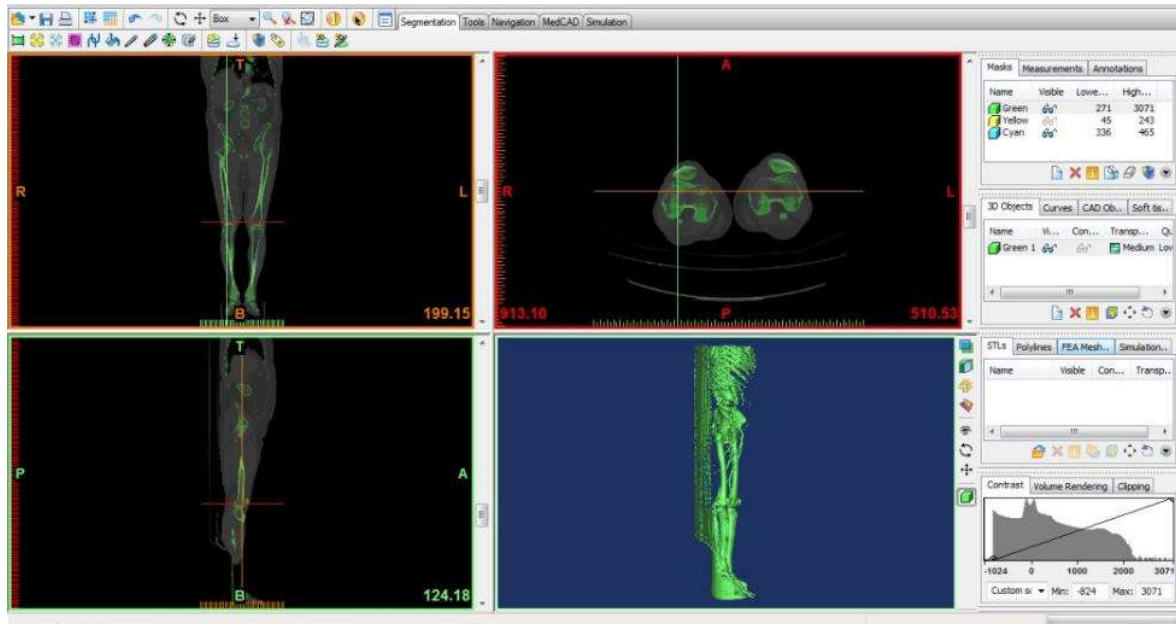 Box
Segmentation Tools Navigation MedCAD Simulation
T
R
L
B
199.15
A
R
L
P
913.10
510.53
T
P
A
B
124.18
Masks Measurements Annotations
Name Visible Lowe... High...
Green 271 3071
Yellow 45 243
Cyan 336 465
3D Objects Curves CAD Ob... Soft tis...
Name Vi... Con... Transp... Qu
Green 1 Medium Low
STLs Polylines FEA Mesh.. Simulation..
Name Visible Con... Transp..
Contrast Volume Rendering Clipping
-1024 0 1000 2000 3071
Custom sc Min: -824 Max: 3071